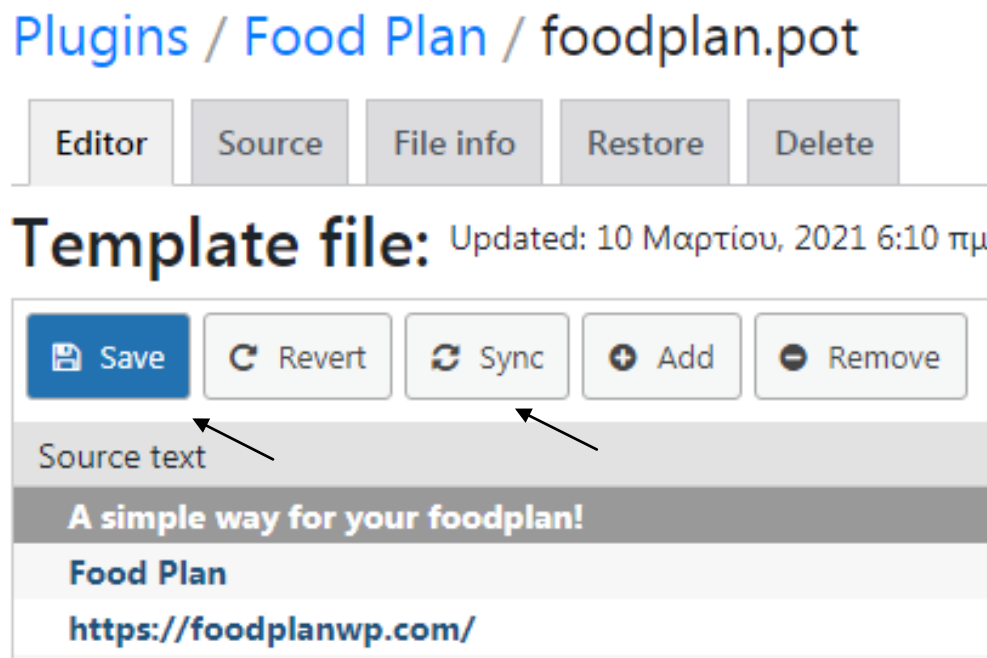 Plugins / Food Plan / foodplan.pot
Editor Source File info Restore Delete
Template file: Updated: 10 Μαρτίου, 2021 6:10 πμ
Save Revert Sync Add Remove
Source text
A simple way for your foodplan!
Food Plan
https://foodplanwp.com/